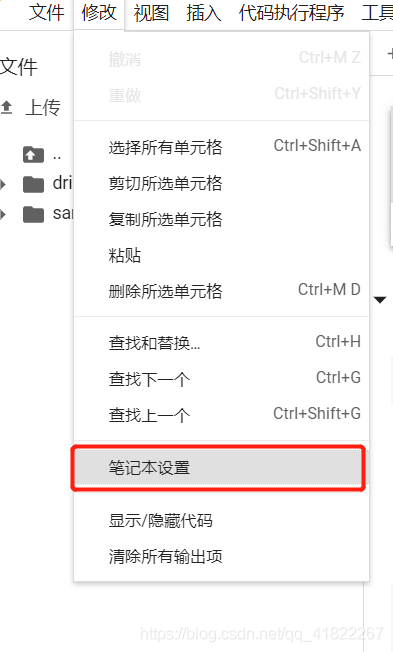 文件 修改 视图 插入 代码执行程序 工具
文件
上传
..
dri
sar
撤消 Ctrl+M Z
重做 Ctrl+Shift+Y
选择所有单元格 Ctrl+Shift+A
剪切所选单元格
复制所选单元格
粘贴
删除所选单元格 Ctrl+M D
查找和替换... Ctrl+H
查找下一个 Ctrl+G
查找上一个 Ctrl+Shift+G
笔记本设置
显示/隐藏代码
清除所有输出项
https://blog.csdn.net/qq_41822267